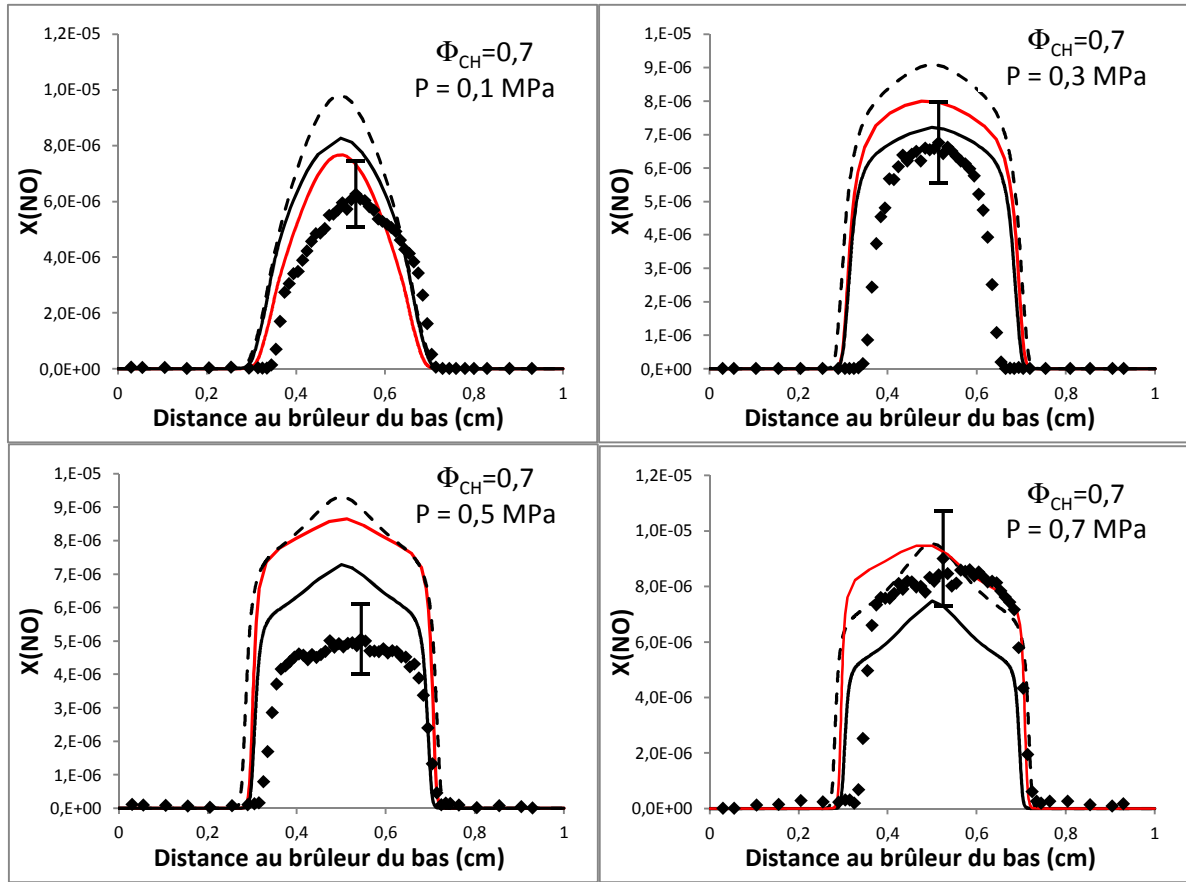 1,2E-05
1,0E-05
8,0E-06
6,0E-06
4,0E-06
2,0E-06
0,0E+00
X(NO)
ΦCH=0,7
P = 0,1 MPa
0 0,2 0,4 0,6 0,8 1
Distance au brûleur du bas (cm)
1,E-05
9,E-06
8,E-06
7,E-06
6,E-06
5,E-06
4,E-06
3,E-06
2,E-06
1,E-06
0,E+00
X(NO)
ΦCH=0,7
P = 0,3 MPa
0 0,2 0,4 0,6 0,8 1
Distance au brûleur du bas (cm)
1,E-05
9,E-06
8,E-06
7,E-06
6,E-06
5,E-06
4,E-06
3,E-06
2,E-06
1,E-06
0,E+00
X(NO)
ΦCH=0,7
P = 0,5 MPa
0 0,2 0,4 0,6 0,8 1
Distance au brûleur du bas (cm)
1,2E-05
1,0E-05
8,0E-06
6,0E-06
4,0E-06
2,0E-06
0,0E+00
X(NO)
ΦCH=0,7
P = 0,7 MPa
0 0,2 0,4 0,6 0,8 1
Distance au brûleur du bas (cm)